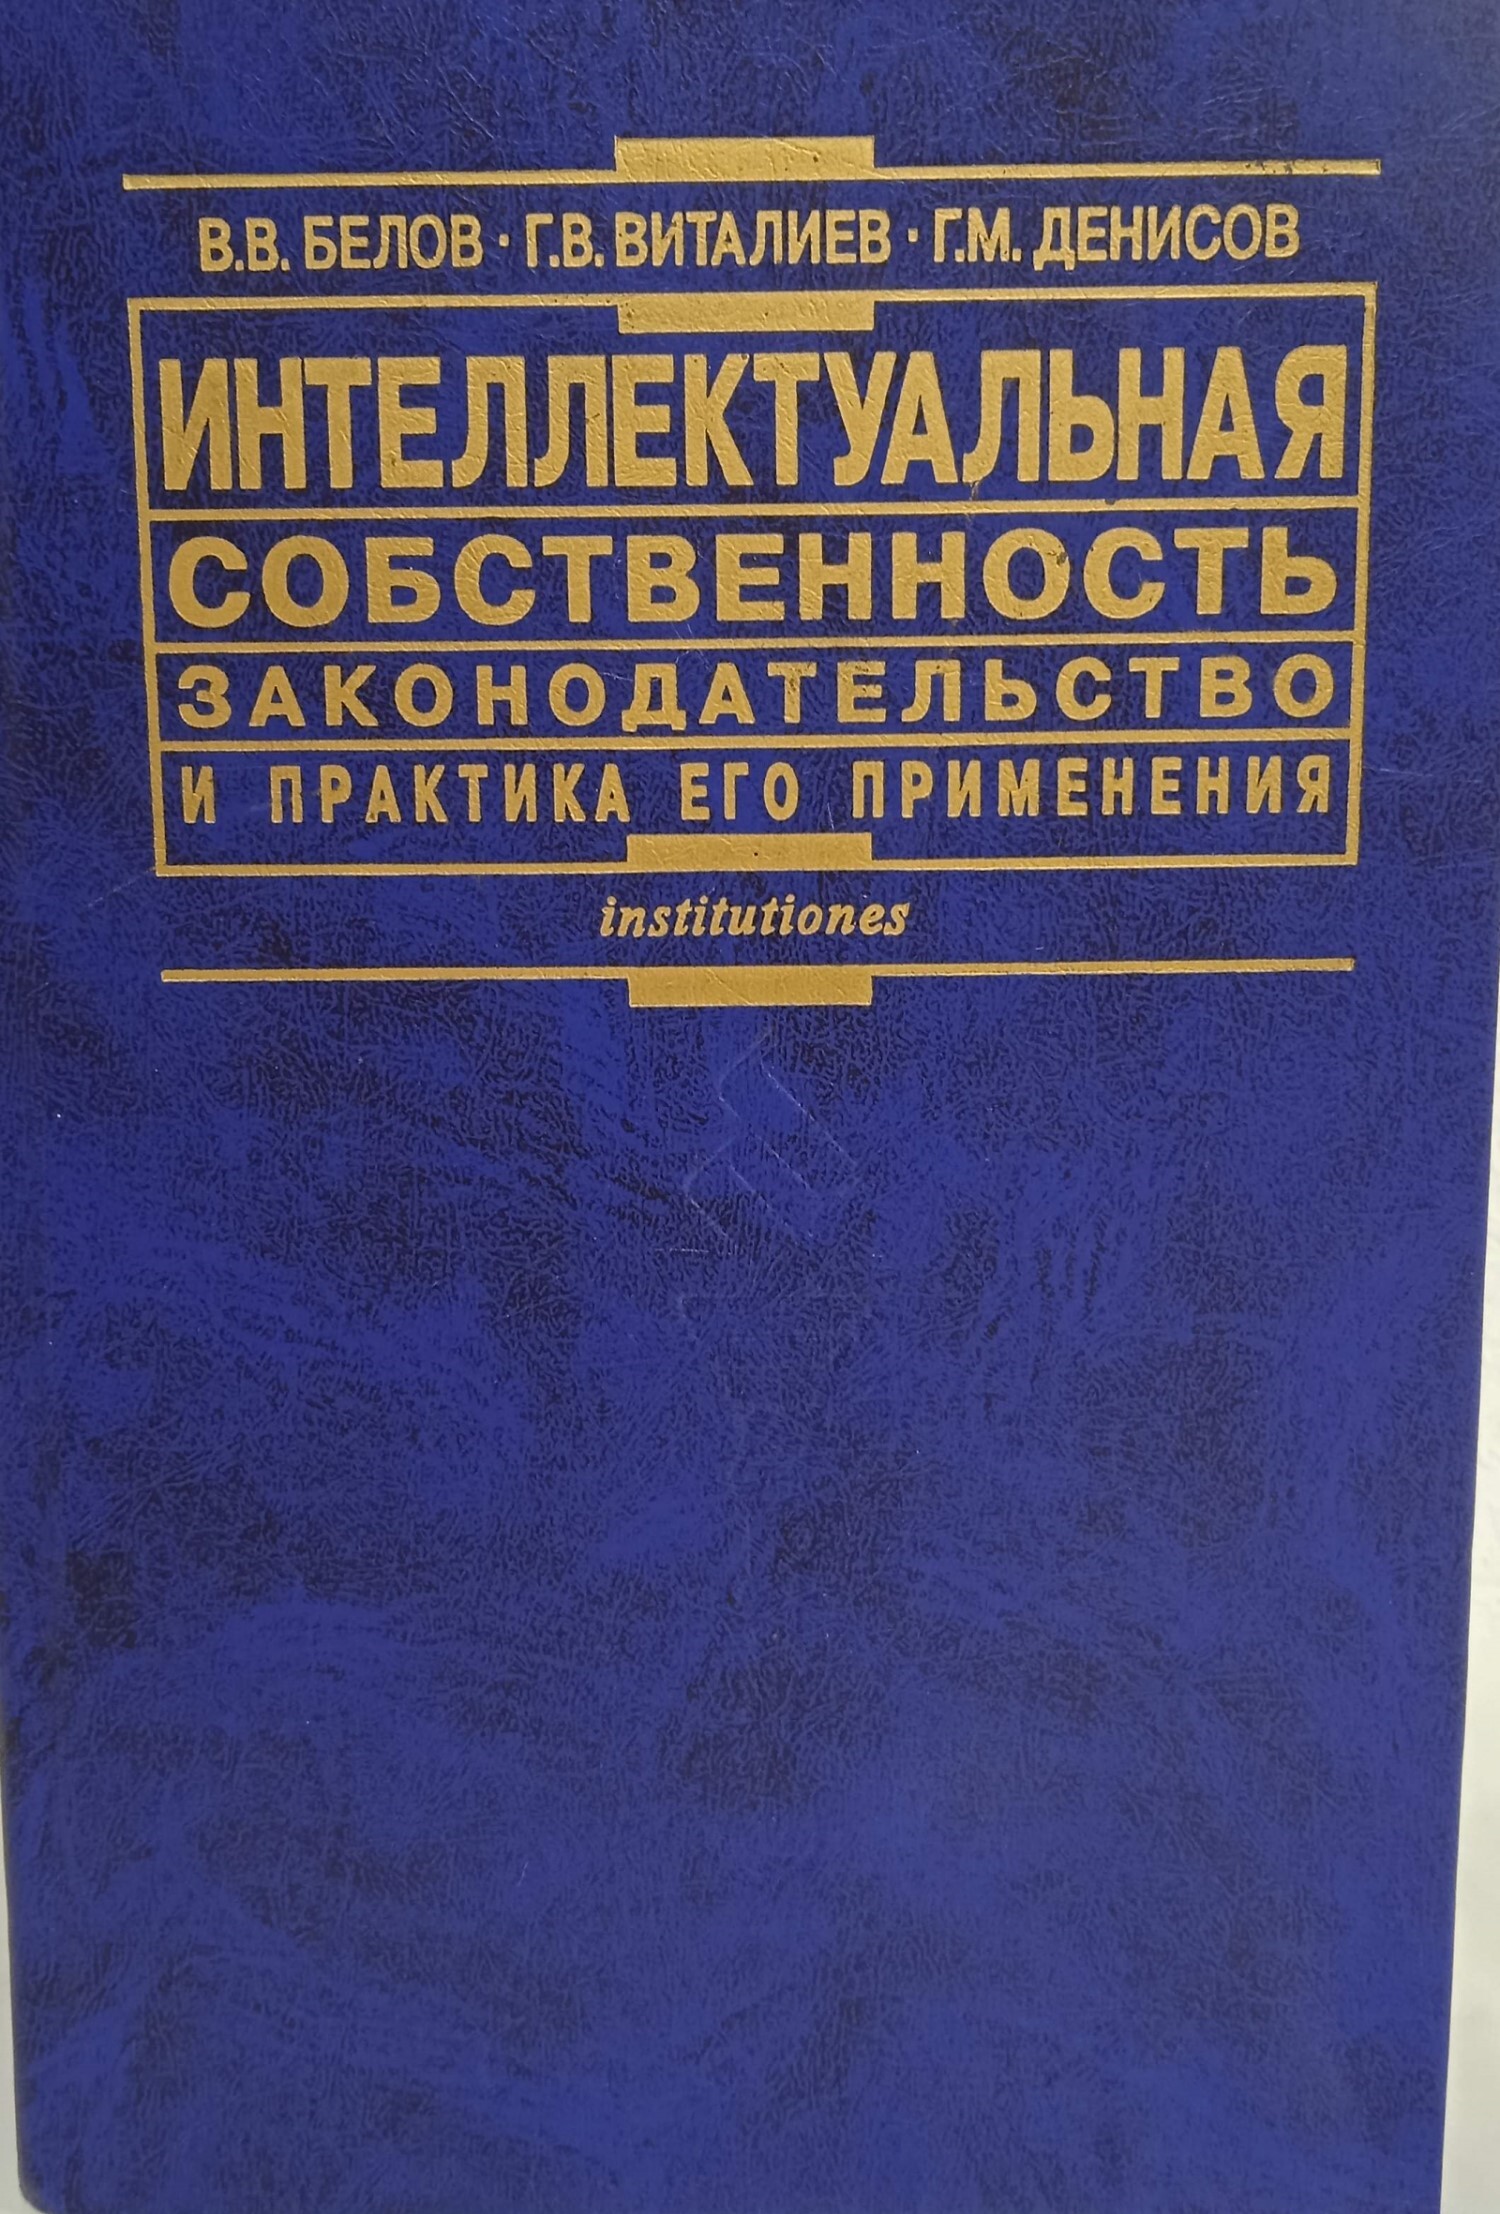 В.В. БЕЛОВ · Г.В. ВИТАЛИЕВ · Г.М. ДЕНИСОВ
ИНТЕЛЛЕКТУАЛЬНАЯ
СОБСТВЕННОСТЬ
ЗАКОНОДАТЕЛЬСТВО
И ПРАКТИКА ЕГО ПРИМЕНЕНИЯ
institutiones